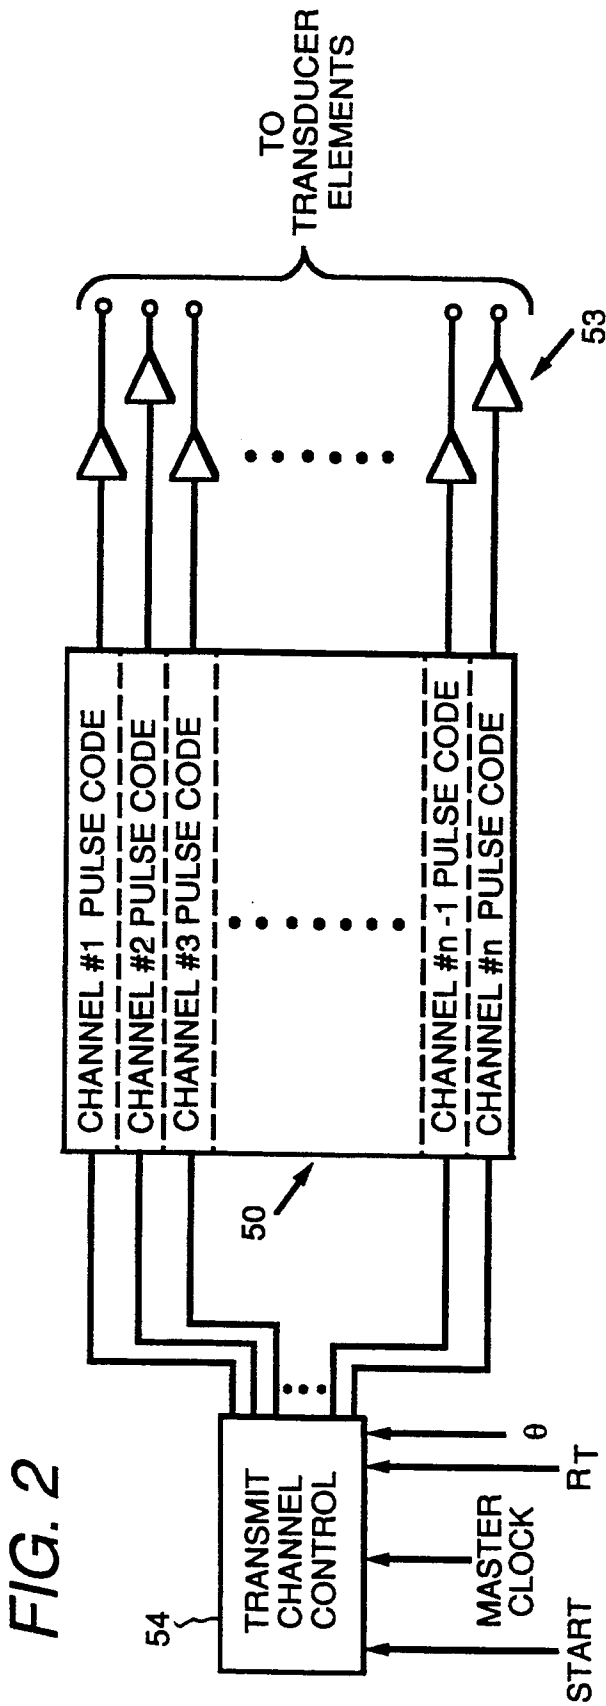 FIG. 2
54
TRANSMIT
CHANNEL
CONTROL
START
MASTER
CLOCK
RT
θ
50
CHANNEL #1 PULSE CODE
CHANNEL #2 PULSE CODE
CHANNEL #3 PULSE CODE
CHANNEL #n -1 PULSE CODE
CHANNEL #n PULSE CODE
53
TO
TRANSDUCER
ELEMENTS